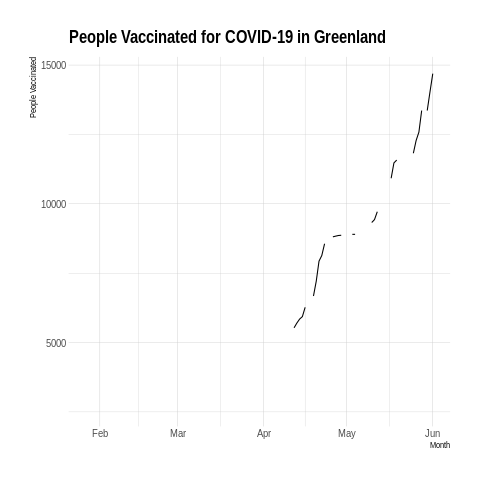 People Vaccinated for COVID-19 in Greenland
People Vaccinated
15000
10000
5000
Feb Mar Apr May Jun
Month